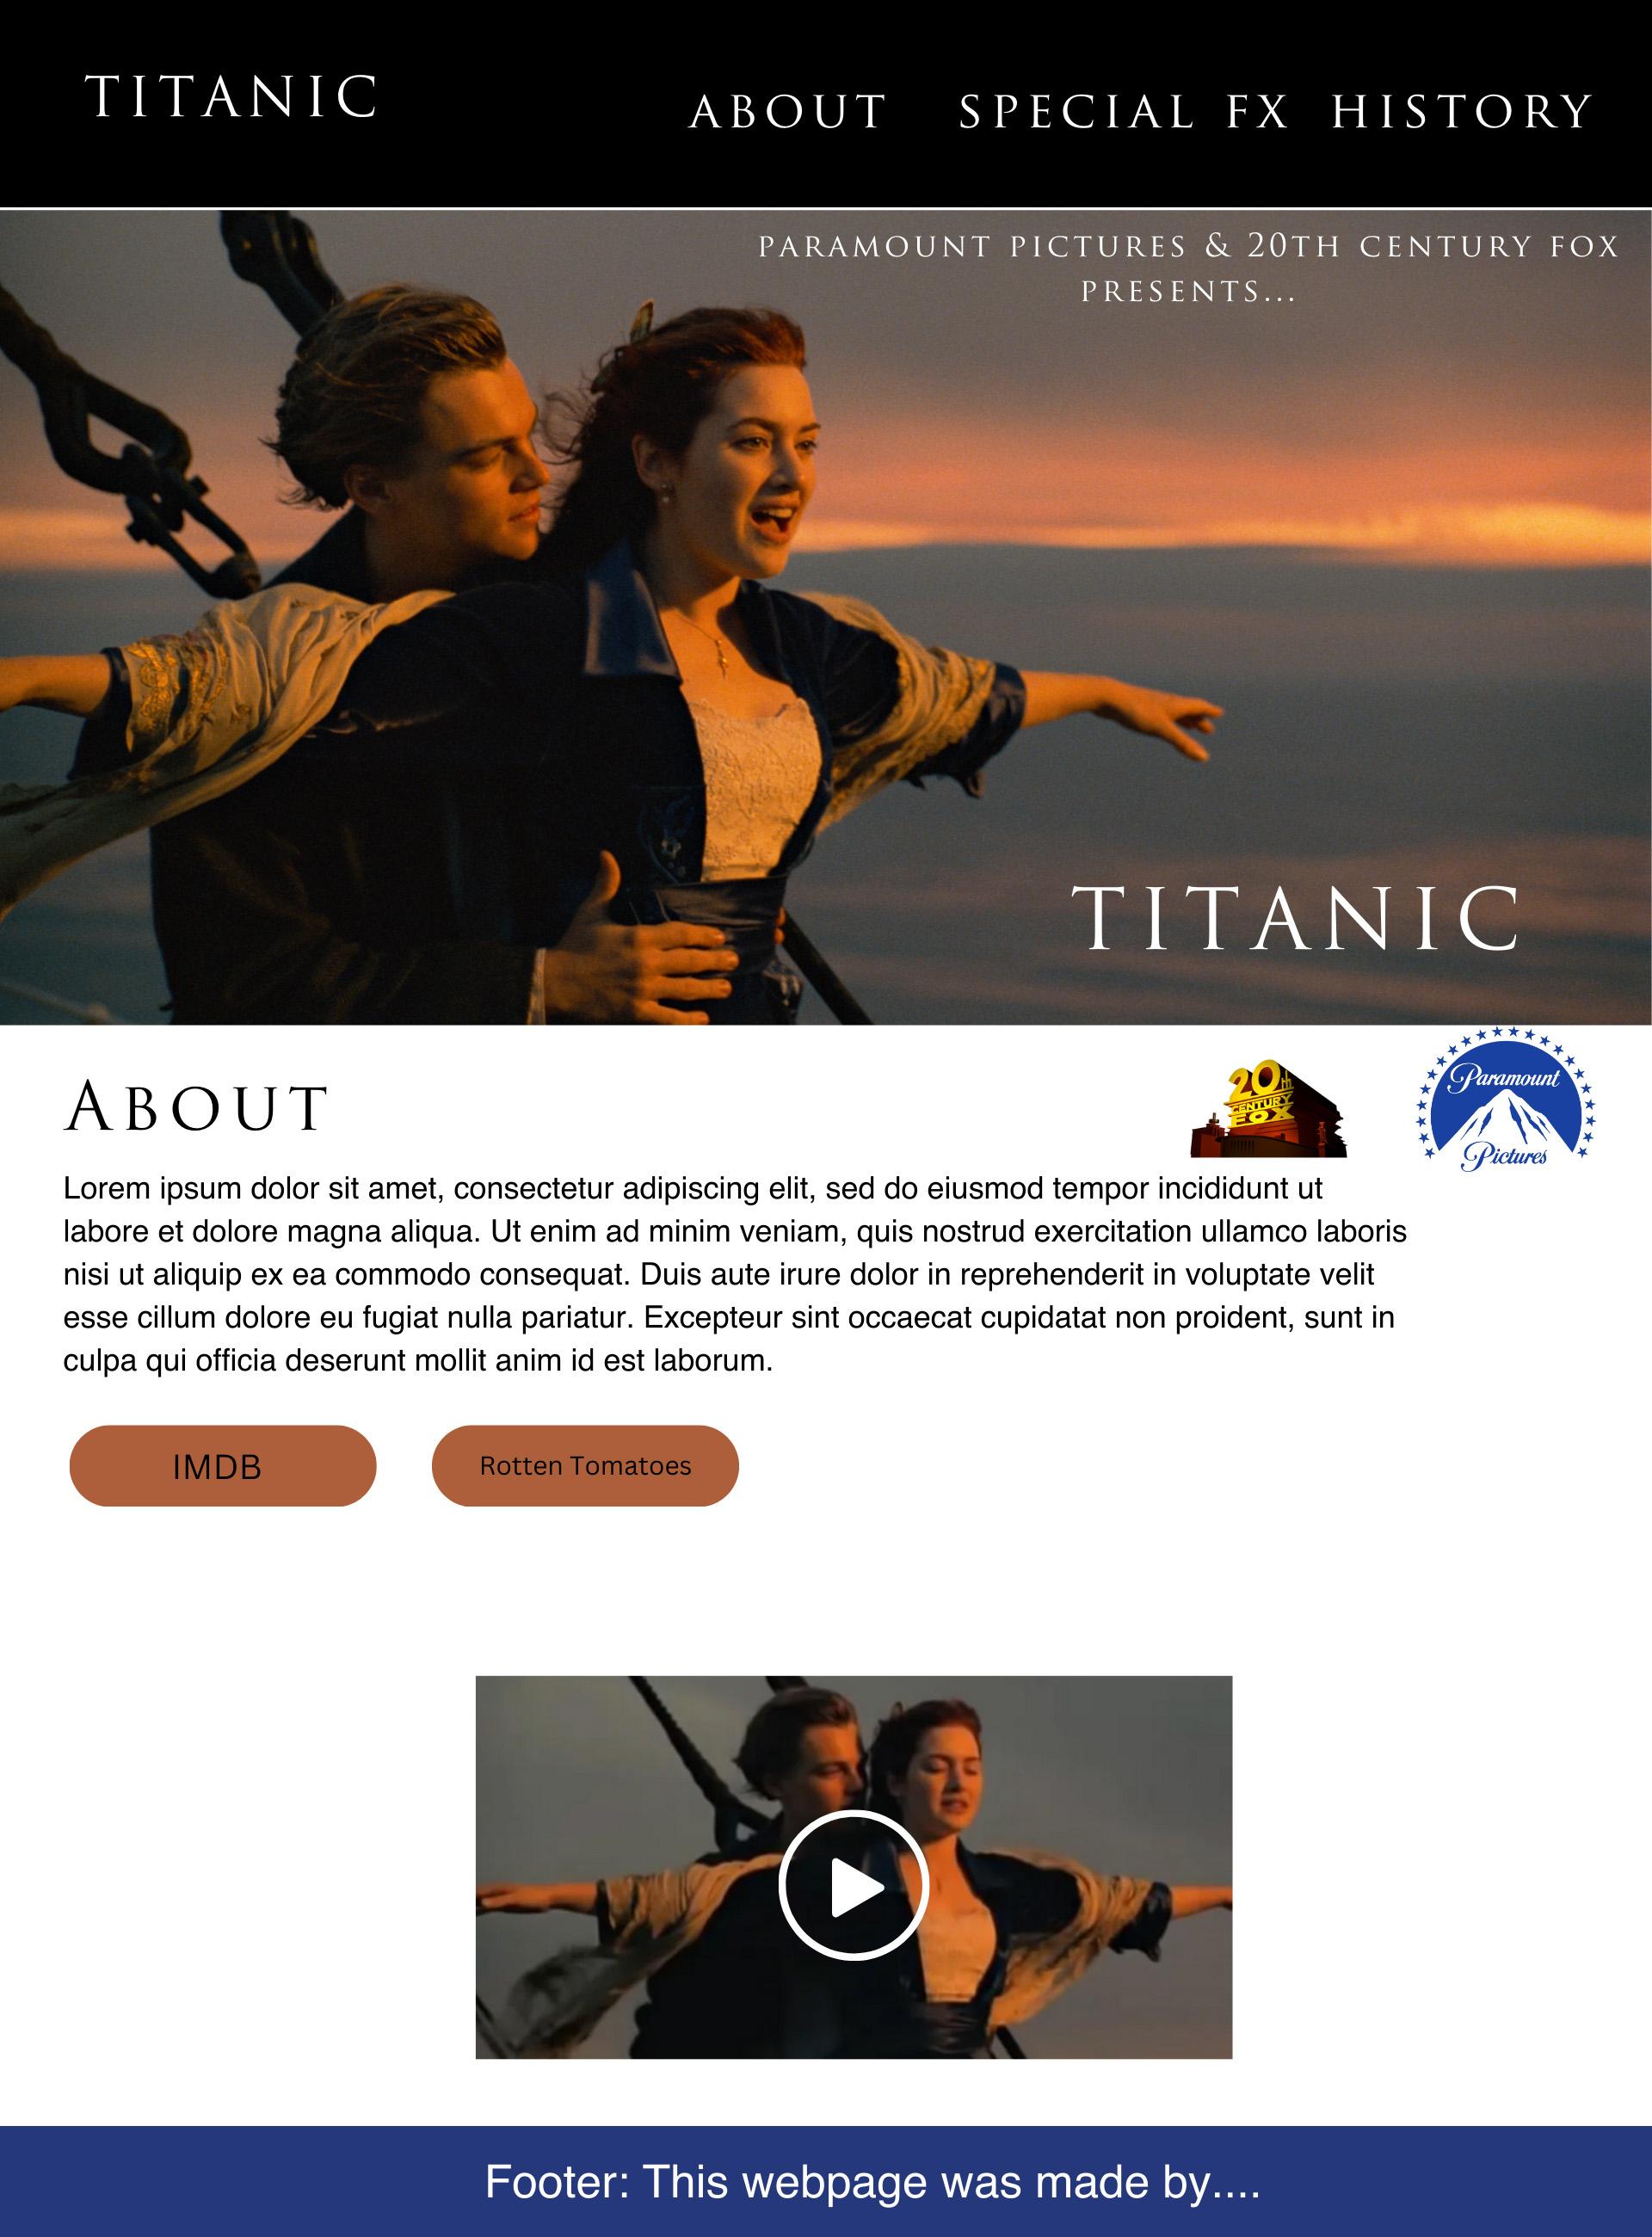 TITANIC
ABOUT SPECIAL FX HISTORY
PARAMOUNT PICTURES & 20TH CENTURY FOX
PRESENTS...
TITANIC
ABOUT
20th
CENTURY
FOX
Paramount
Pictures
Lorem ipsum dolor sit amet, consectetur adipiscing elit, sed do eiusmod tempor incididunt ut
labore et dolore magna aliqua. Ut enim ad minim veniam, quis nostrud exercitation ullamco laboris
nisi ut aliquip ex ea commodo consequat. Duis aute irure dolor in reprehenderit in voluptate velit
esse cillum dolore eu fugiat nulla pariatur. Excepteur sint occaecat cupidatat non proident, sunt in
culpa qui officia deserunt mollit anim id est laborum.
IMDB
Rotten Tomatoes
Footer: This webpage was made by....